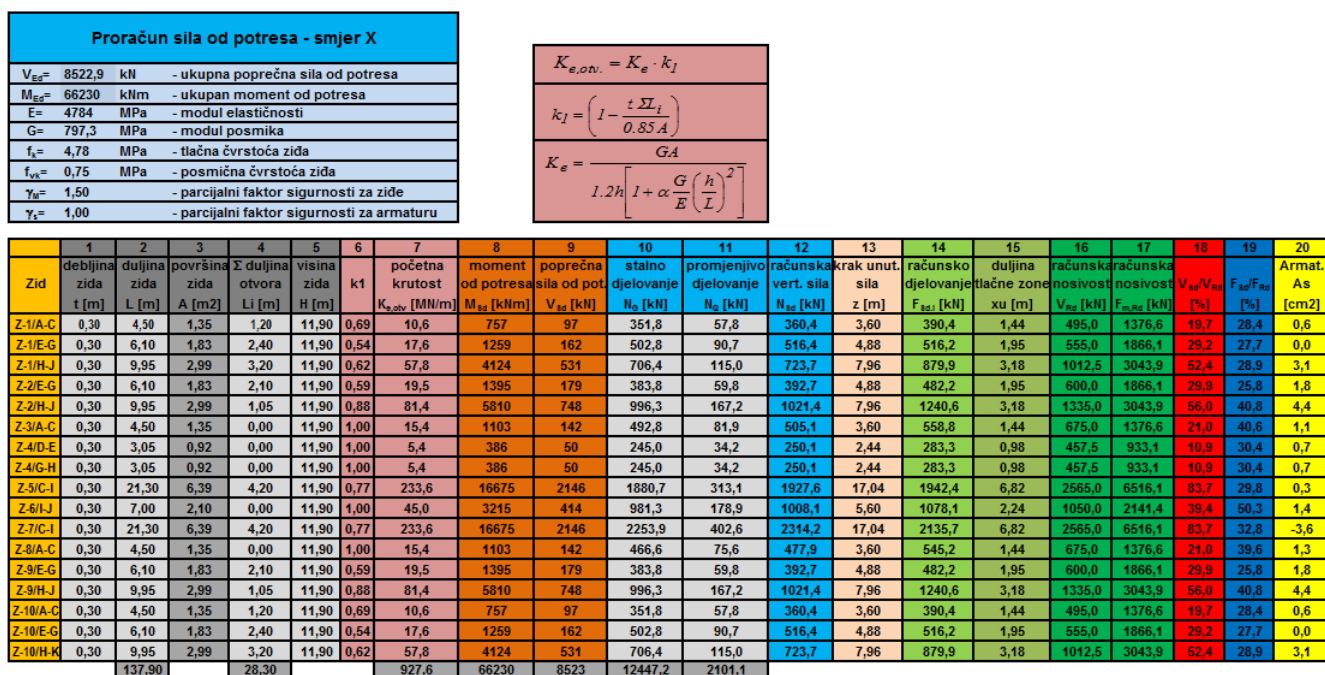 Proračun sila od potresa - smjer X
V_Ed= 8522,9 kN - ukupna poprečna sila od potresa
M_Ed= 66230 kNm - ukupan moment od potresa
E= 4784 MPa - modul elastičnosti
G= 797,3 MPa - modul posmika
f_k= 4,78 MPa - tlačna čvrstoća ziđa
f_vk= 0,75 MPa - posmična čvrstoća ziđa
γ_M= 1,50 - parcijalni faktor sigurnosti za ziđe
γ_s= 1,00 - parcijalni faktor sigurnosti za armaturu
K_e,otv. = K_e · k_1
k_1 = (1 - t ΣL_i / 0.85 A)
K_e = GA / 1.2h[1 + α G/E (h/L)^2]
1 2 3 4 5 6 7 8 9 10 11 12 13 14 15 16 17 18 19 20
Zid debljina zida t [m] duljina zida L [m] površina zida A [m2] Σ duljina otvora Li [m] visina zida H [m] k1 početna krutost K_e,otv [MN/m] moment od potresa M_Sd [kNm] poprečna sila od pot. V_Sd [kN] stalno djelovanje N_G [kN] promjenjivo djelovanje N_Q [kN] računska vert. sila N_Sd [kN] krak unut. sila z [m] računsko djelovanje F_Sd,I [kN] duljina tlačne zone xu [m] računska nosivost V_Rd [kN] računska nosivost F_m,Rd [kN] V_Sd/V_Rd [%] F_Sd/F_Rd [%] Armat. As [cm2]
Z-1/A-C 0,30 4,50 1,35 1,20 11,90 0,69 10,6 757 97 351,8 57,8 360,4 3,60 390,4 1,44 495,0 1376,6 19,7 28,4 0,6
Z-1/E-G 0,30 6,10 1,83 2,40 11,90 0,54 17,6 1259 162 502,8 90,7 516,4 4,88 516,2 1,95 555,0 1866,1 29,2 27,7 0,0
Z-1/H-J 0,30 9,95 2,99 3,20 11,90 0,62 57,8 4124 531 706,4 115,0 723,7 7,96 879,9 3,18 1012,5 3043,9 52,4 28,9 3,1
Z-2/E-G 0,30 6,10 1,83 2,10 11,90 0,59 19,5 1395 179 383,8 59,8 392,7 4,88 482,2 1,95 600,0 1866,1 29,9 25,8 1,8
Z-2/H-J 0,30 9,95 2,99 1,05 11,90 0,88 81,4 5810 748 996,3 167,2 1021,4 7,96 1240,6 3,18 1335,0 3043,9 56,0 40,8 4,4
Z-3/A-C 0,30 4,50 1,35 0,00 11,90 1,00 15,4 1103 142 492,8 81,9 505,1 3,60 558,8 1,44 675,0 1376,6 21,0 40,6 1,1
Z-4/D-E 0,30 3,05 0,92 0,00 11,90 1,00 5,4 386 50 245,0 34,2 250,1 2,44 283,3 0,98 457,5 933,1 10,9 30,4 0,7
Z-4/G-H 0,30 3,05 0,92 0,00 11,90 1,00 5,4 386 50 245,0 34,2 250,1 2,44 283,3 0,98 457,5 933,1 10,9 30,4 0,7
Z-5/C-I 0,30 21,30 6,39 4,20 11,90 0,77 233,6 16675 2146 1880,7 313,1 1927,6 17,04 1942,4 6,82 2565,0 6516,1 83,7 29,8 0,3
Z-6/I-J 0,30 7,00 2,10 0,00 11,90 1,00 45,0 3215 414 981,3 178,9 1008,1 5,60 1078,1 2,24 1050,0 2141,4 39,4 50,3 1,4
Z-7/C-I 0,30 21,30 6,39 4,20 11,90 0,77 233,6 16675 2146 2253,9 402,6 2314,2 17,04 2135,7 6,82 2565,0 6516,1 83,7 32,8 -3,6
Z-8/A-C 0,30 4,50 1,35 0,00 11,90 1,00 15,4 1103 142 466,6 75,6 477,9 3,60 545,2 1,44 675,0 1376,6 21,0 39,6 1,3
Z-9/E-G 0,30 6,10 1,83 2,10 11,90 0,59 19,5 1395 179 383,8 59,8 392,7 4,88 482,2 1,95 600,0 1866,1 29,9 25,8 1,8
Z-9/H-J 0,30 9,95 2,99 1,05 11,90 0,88 81,4 5810 748 996,3 167,2 1021,4 7,96 1240,6 3,18 1335,0 3043,9 56,0 40,8 4,4
Z-10/A-C 0,30 4,50 1,35 1,20 11,90 0,69 10,6 757 97 351,8 57,8 360,4 3,60 390,4 1,44 495,0 1376,6 19,7 28,4 0,6
Z-10/E-G 0,30 6,10 1,83 2,40 11,90 0,54 17,6 1259 162 502,8 90,7 516,4 4,88 516,2 1,95 555,0 1866,1 29,2 27,7 0,0
Z-10/H-K 0,30 9,95 2,99 3,20 11,90 0,62 57,8 4124 531 706,4 115,0 723,7 7,96 879,9 3,18 1012,5 3043,9 52,4 28,9 3,1
137,90 28,30 927,6 66230 8523 12447,2 2101,1